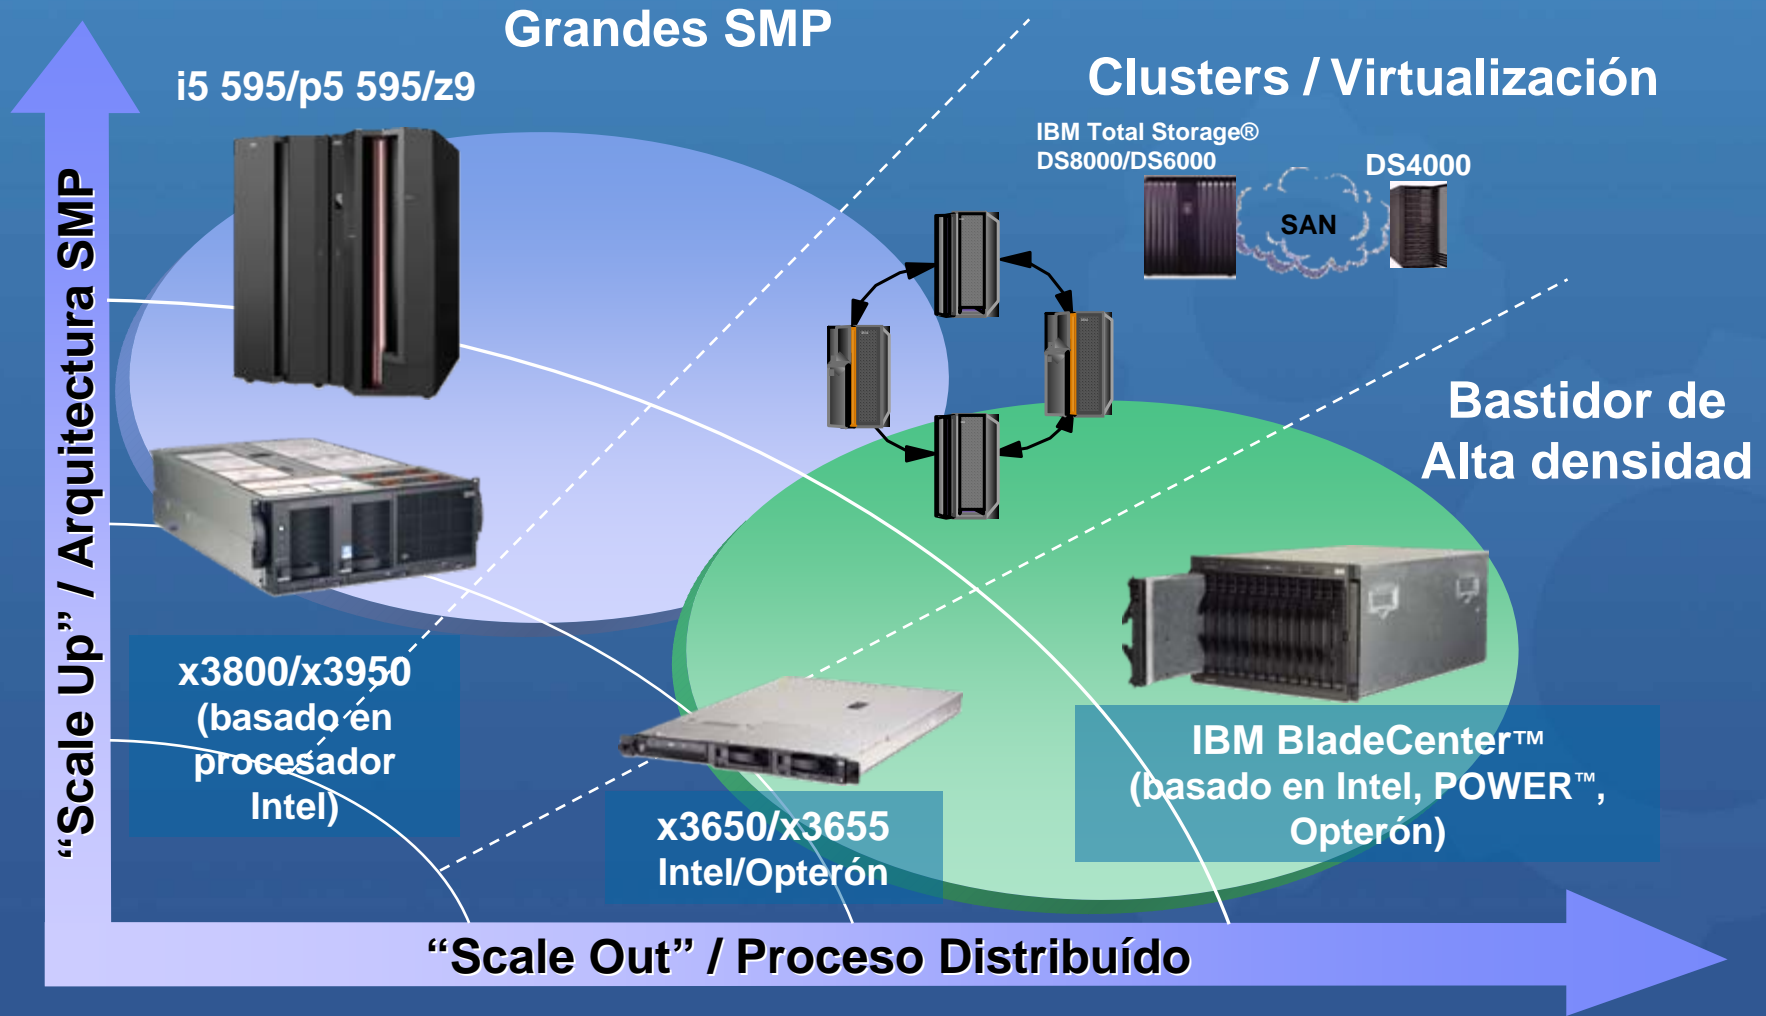 Grandes SMP
i5 595/p5 595/z9
Clusters / Virtualización
IBM Total Storage®
DS8000/DS6000
DS4000
SAN
“Scale Up” / Arquitectura SMP
Bastidor de
Alta densidad
x3800/x3950
(basado en
procesador
Intel)
x3650/x3655
Intel/Opterón
IBM BladeCenter™
(basado en Intel, POWER™,
Opterón)
“Scale Out” / Proceso Distribuído